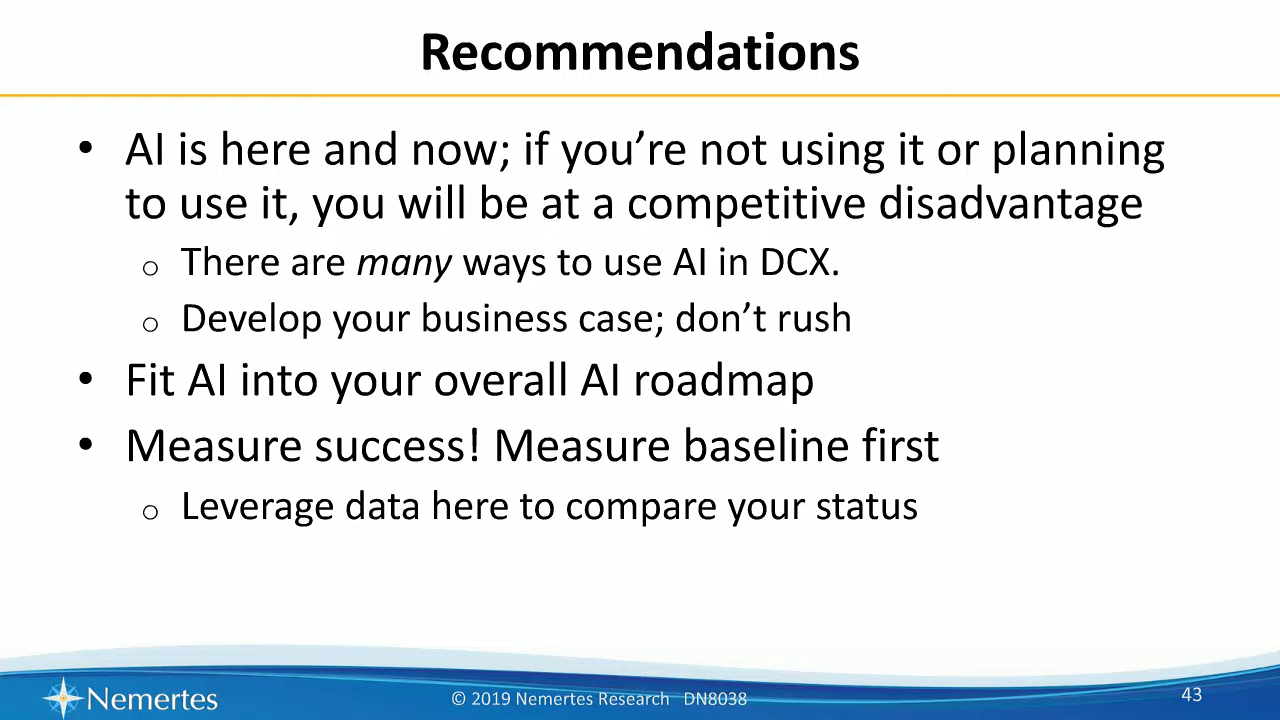 Recommendations
• AI is here and now; if you’re not using it or planning
to use it, you will be at a competitive disadvantage
o There are many ways to use AI in DCX.
o Develop your business case; don’t rush
• Fit AI into your overall AI roadmap
• Measure success! Measure baseline first
o Leverage data here to compare your status
Nemertes
© 2019 Nemertes Research DN8038
43